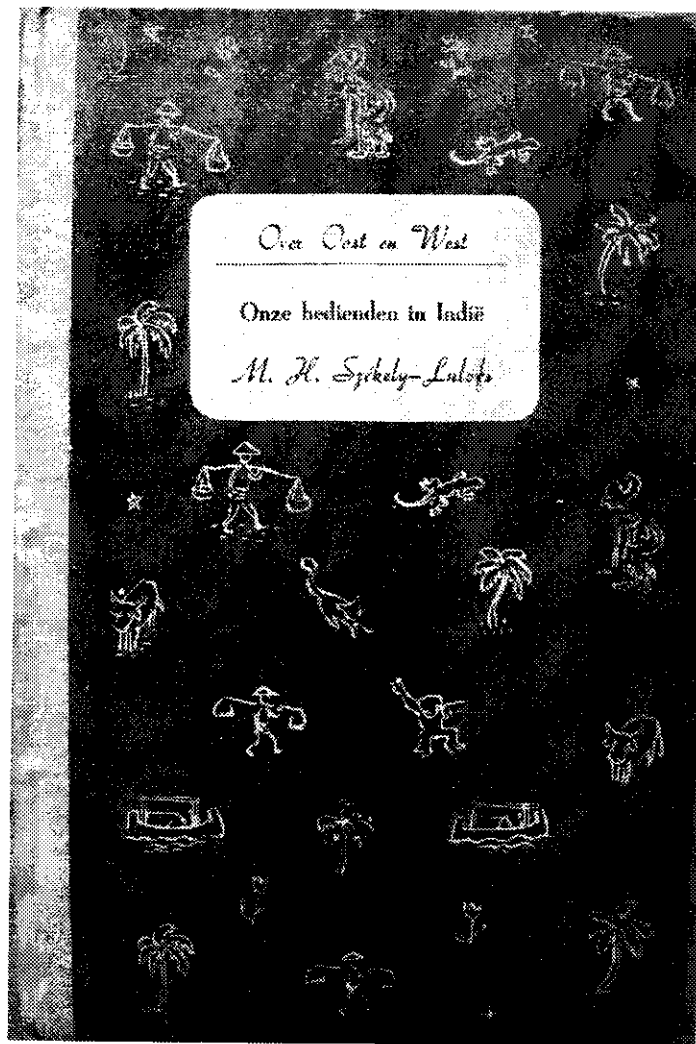 Over Oost en West
Onze bedienden in Indië
M. H. Székely-Lulofs